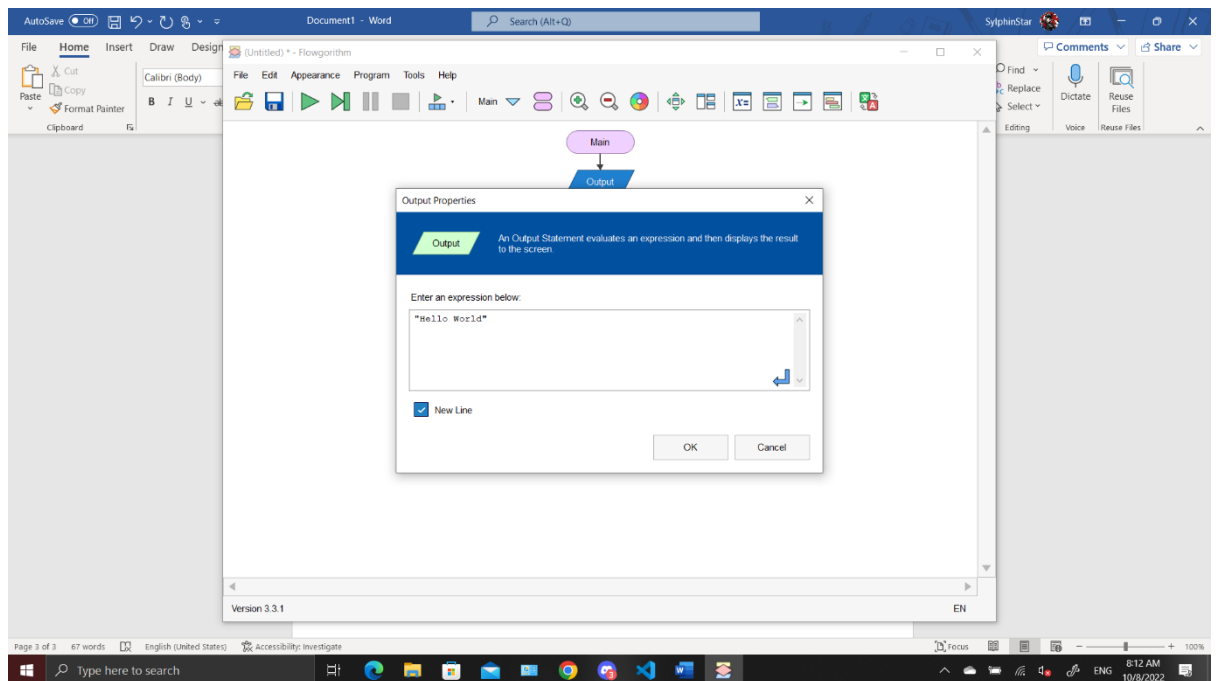 AutoSave Off Document1 - Word Search (Alt+Q) SylphinStar
File Home Insert Draw Design Comments Share
Paste
Cut
Copy
Format Painter
Clipboard
Calibri (Body)
B I U ab
Find
Replace
Select
Editing
Dictate
Voice
Reuse
Files
Reuse Files
(Untitled) * - Flowgorithm
File Edit Appearance Program Tools Help
Main
Main
Output
Output Properties
Output
An Output Statement evaluates an expression and then displays the result
to the screen.
Enter an expression below:
"Hello World"
New Line
OK Cancel
Version 3.3.1 EN
Page 3 of 3 67 words English (United States) Accessibility: Investigate Focus 100%
Type here to search ENG 8:12 AM
10/8/2022